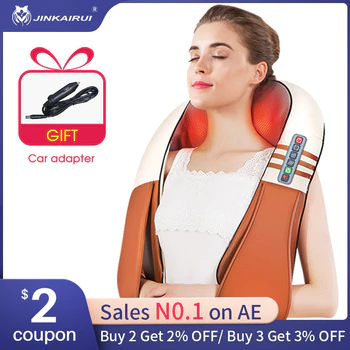 JINKAIRUI
GIFT
Car adapter
$2
coupon
Sales N0.1 on AE
Buy 2 Get 2% OFF/ Buy 3 Get 3% OFF